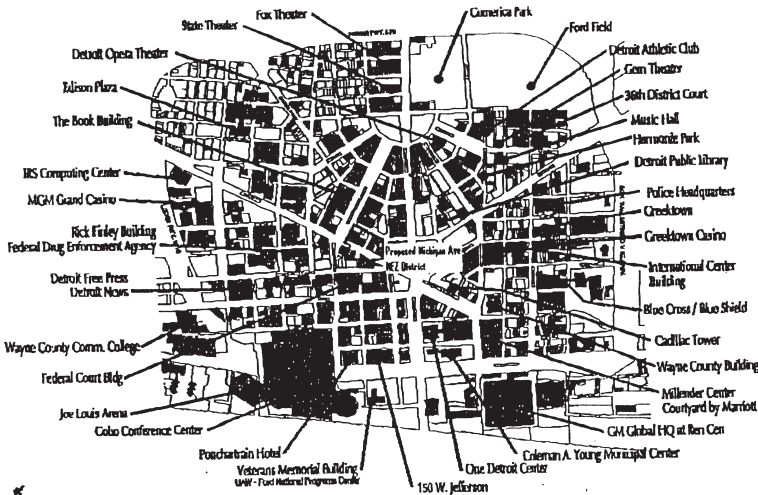 Fox Theater
State Theater
Detroit Opera Theater
Edison Plaza
The Book Building
IRS Computing Center
MGM Grand Casino
Rick Finley Building
Federal Drug Enforcement Agency
Detroit Free Press
Detroit News
Wayne County Comm. College
Federal Court Bldg
Joe Louis Arena
Cobo Conference Center
Ponchartrain Hotel
Veterans Memorial Building
UAW - Ford National Programs Center
150 W. Jefferson
One Detroit Center
Coleman A. Young Municipal Center
GM Global HQ at Ren Cen
Millender Center
Courtyard by Marriott
Wayne County Building
Cadillac Tower
Blue Cross / Blue Shield
International Center
Building
Greektown Casino
Greektown
Police Headquarters
Detroit Public Library
Harmonie Park
Music Hall
36th District Court
Gem Theater
Detroit Athletic Club
Ford Field
Comerica Park
Proposed Michigan Ave
NEZ District